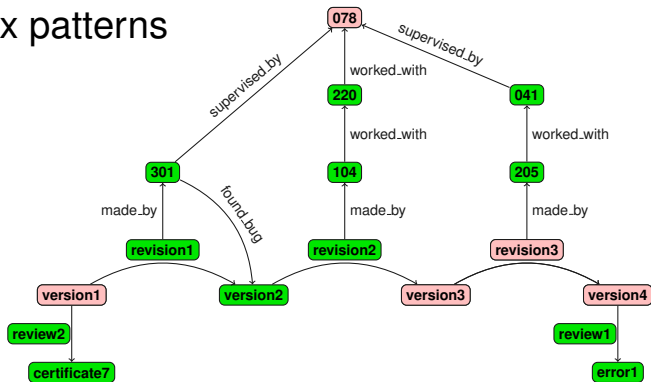 x patterns
078
supervised_by
supervised_by
worked_with
220
041
worked_with
worked_with
301
104
205
made_by
found_bug
made_by
made_by
revision1
revision2
revision3
version1
version2
version3
version4
review2
review1
certificate7
error1